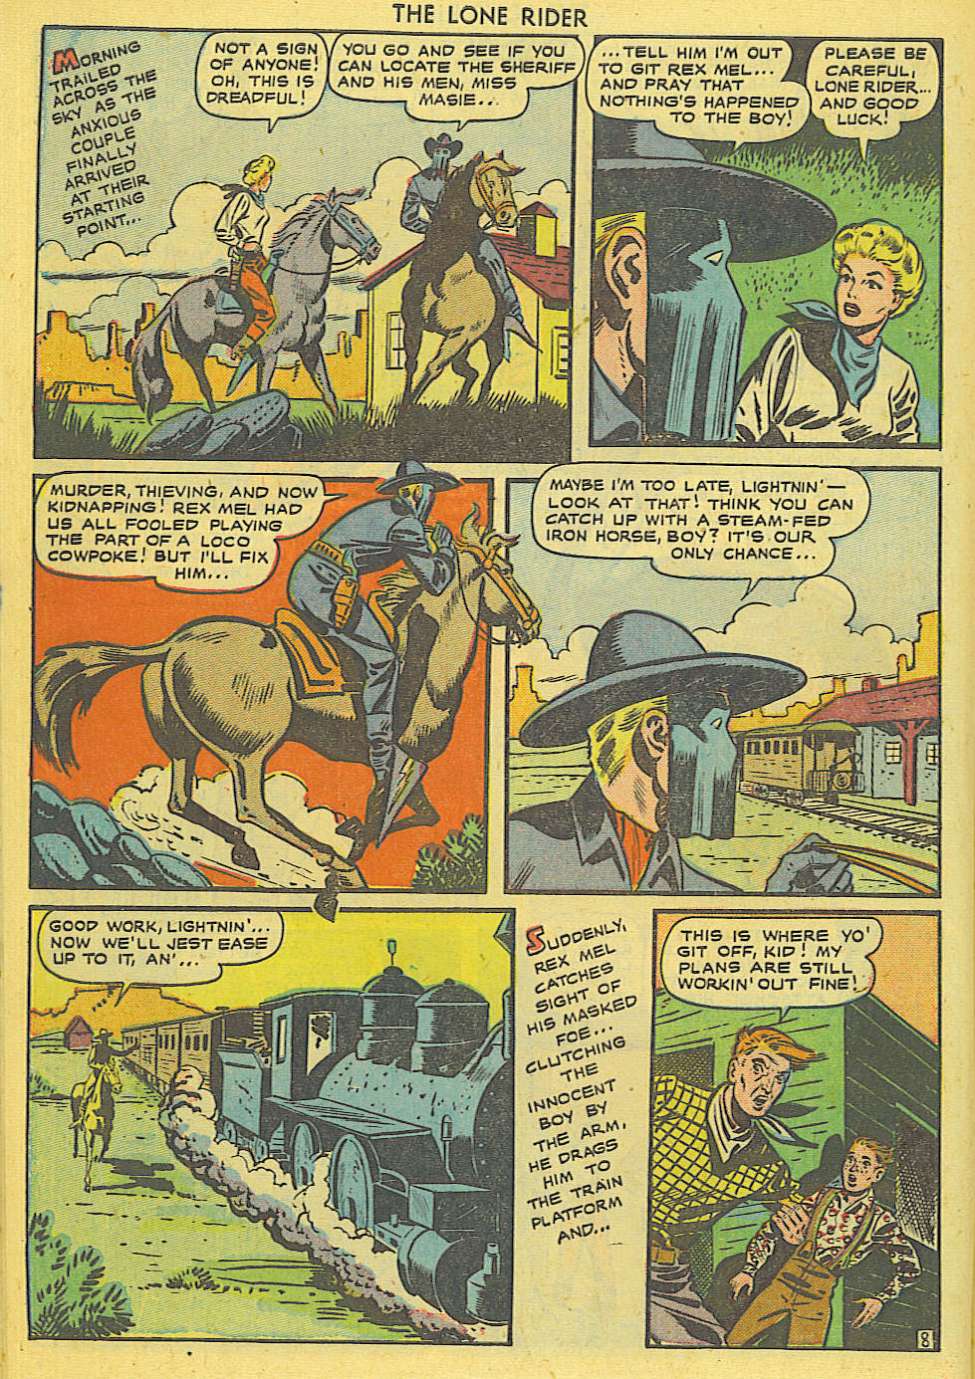 THE LONE RIDER
MORNING
TRAILED
ACROSS THE
SKY AS THE
ANXIOUS
COUPLE
FINALLY
ARRIVED
AT THEIR
STARTING
POINT...
NOT A SIGN
OF ANYONE!
OH, THIS IS
DREADFUL!
YOU GO AND SEE IF YOU
CAN LOCATE THE SHERIFF
AND HIS MEN, MISS
MASIE...
...TELL HIM I'M OUT
TO GIT REX MEL...
AND PRAY THAT
NOTHING'S HAPPENED
TO THE BOY!
PLEASE BE
CAREFUL,
LONE RIDER...
AND GOOD
LUCK!
MURDER, THIEVING, AND NOW
KIDNAPPING! REX MEL HAD
US ALL FOOLED PLAYING
THE PART OF A LOCO
COWPOKE! BUT I'LL FIX
HIM...
MAYBE I'M TOO LATE, LIGHTNIN'—
LOOK AT THAT! THINK YOU CAN
CATCH UP WITH A STEAM-FED
IRON HORSE, BOY? IT'S OUR
ONLY CHANCE...
GOOD WORK, LIGHTNIN'...
NOW WE'LL JEST EASE
UP TO IT, AN'...
SUDDENLY,
REX MEL
CATCHES
SIGHT OF
HIS MASKED
FOE...
CLUTCHING
THE
INNOCENT
BOY BY
THE ARM,
HE DRAGS
HIM TO
THE TRAIN
PLATFORM
AND...
THIS IS WHERE YO'
GIT OFF, KID! MY
PLANS ARE STILL
WORKIN' OUT FINE!
8